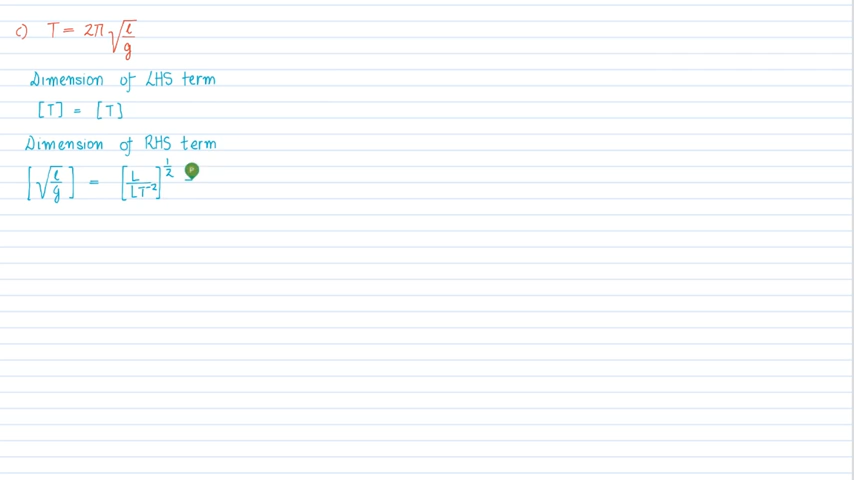 c) T = 2π √(l/g)
Dimension of LHS term
[T] = [T]
Dimension of RHS term
[√(l/g)] = [L/LT⁻²]^(1/2) =